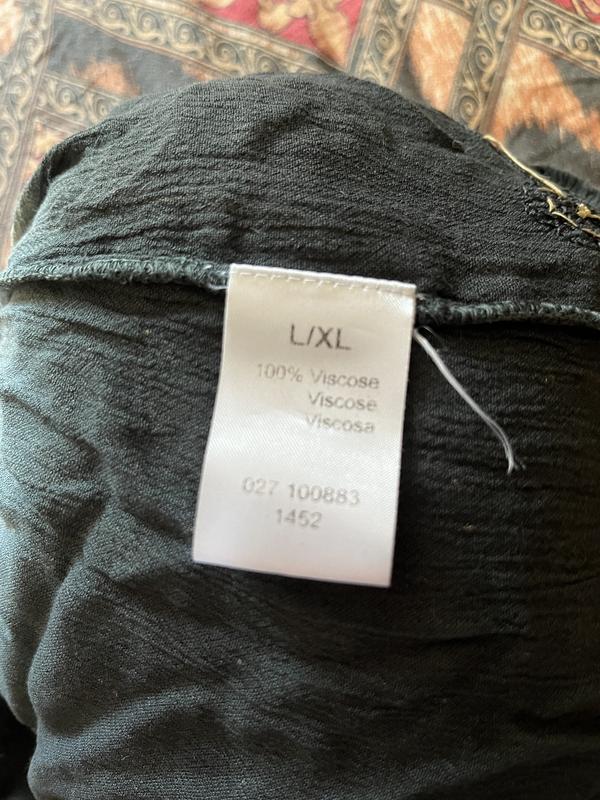 L/XL
100% Viscose
Viscose
Viscosa
027 100883
1452